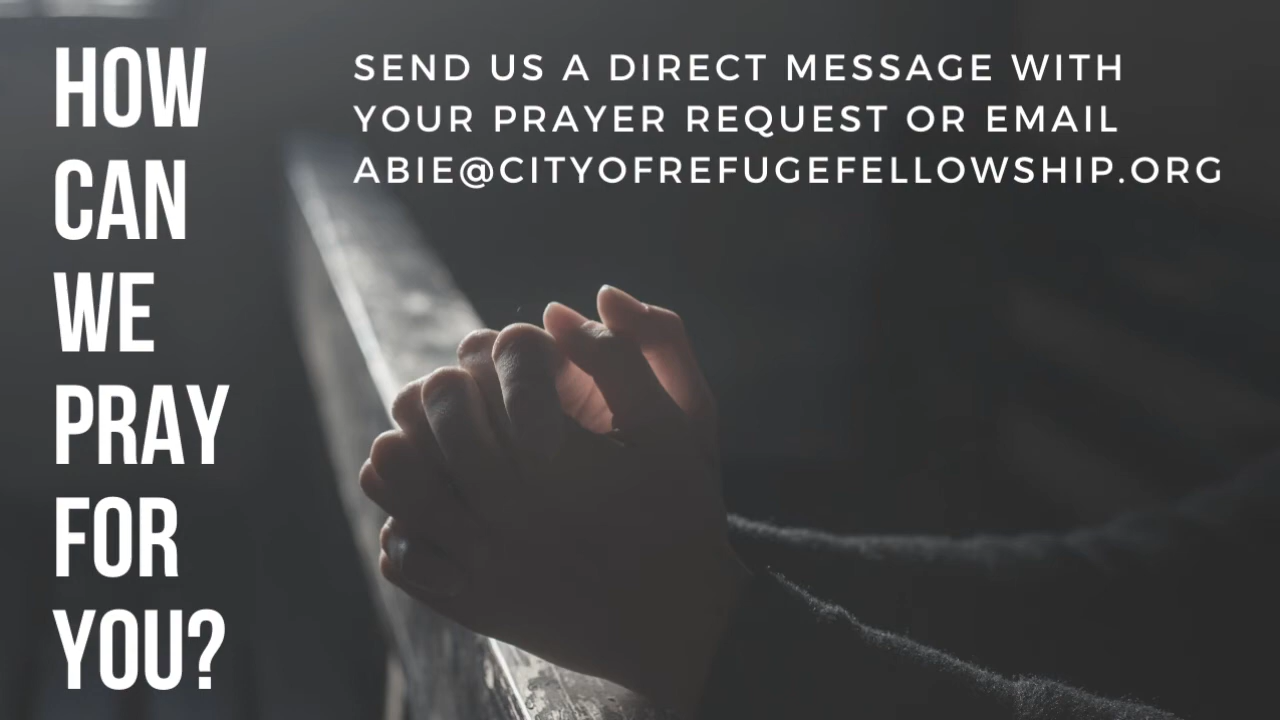 HOW
CAN
WE
PRAY
FOR
YOU?
SEND US A DIRECT MESSAGE WITH
YOUR PRAYER REQUEST OR EMAIL
ABIE@CITYOFREFUGEFELLOWSHIP.ORG